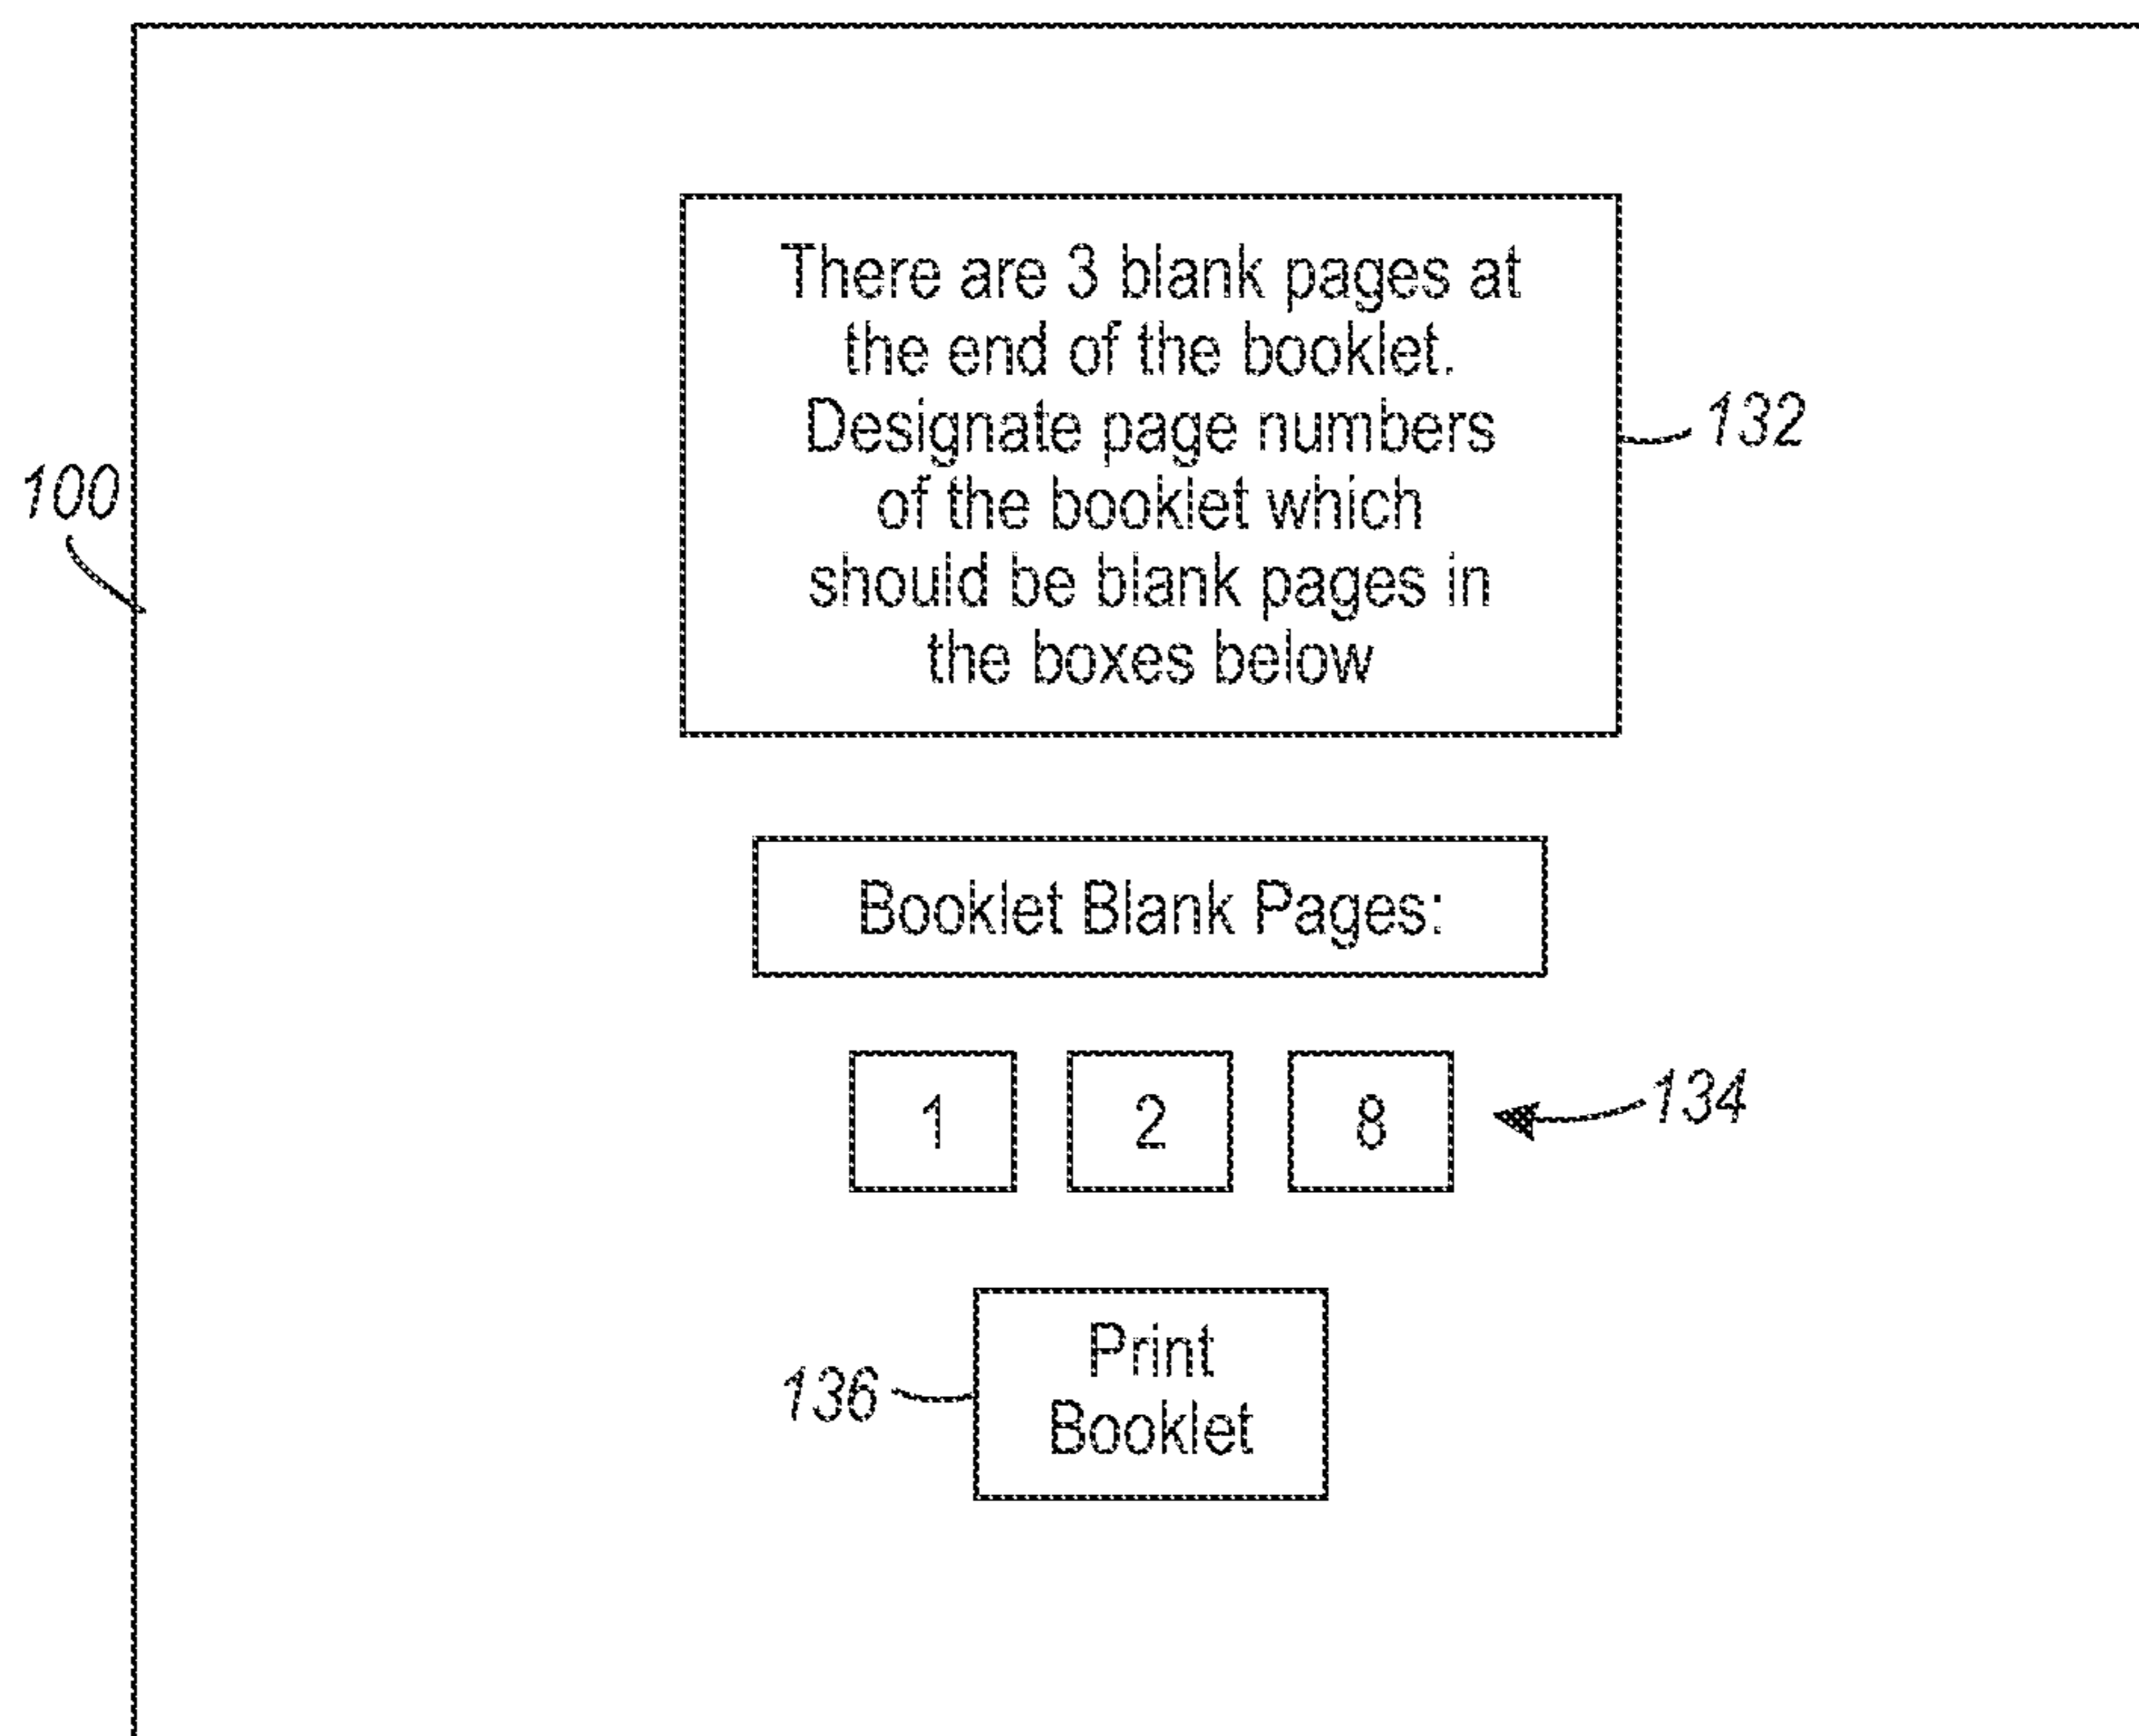 There are 3 blank pages at
the end of the booklet.
Designate page numbers
of the booklet which
should be blank pages in
the boxes below
132
100
Booklet Blank Pages:
1 2 8
134
Print
Booklet
136